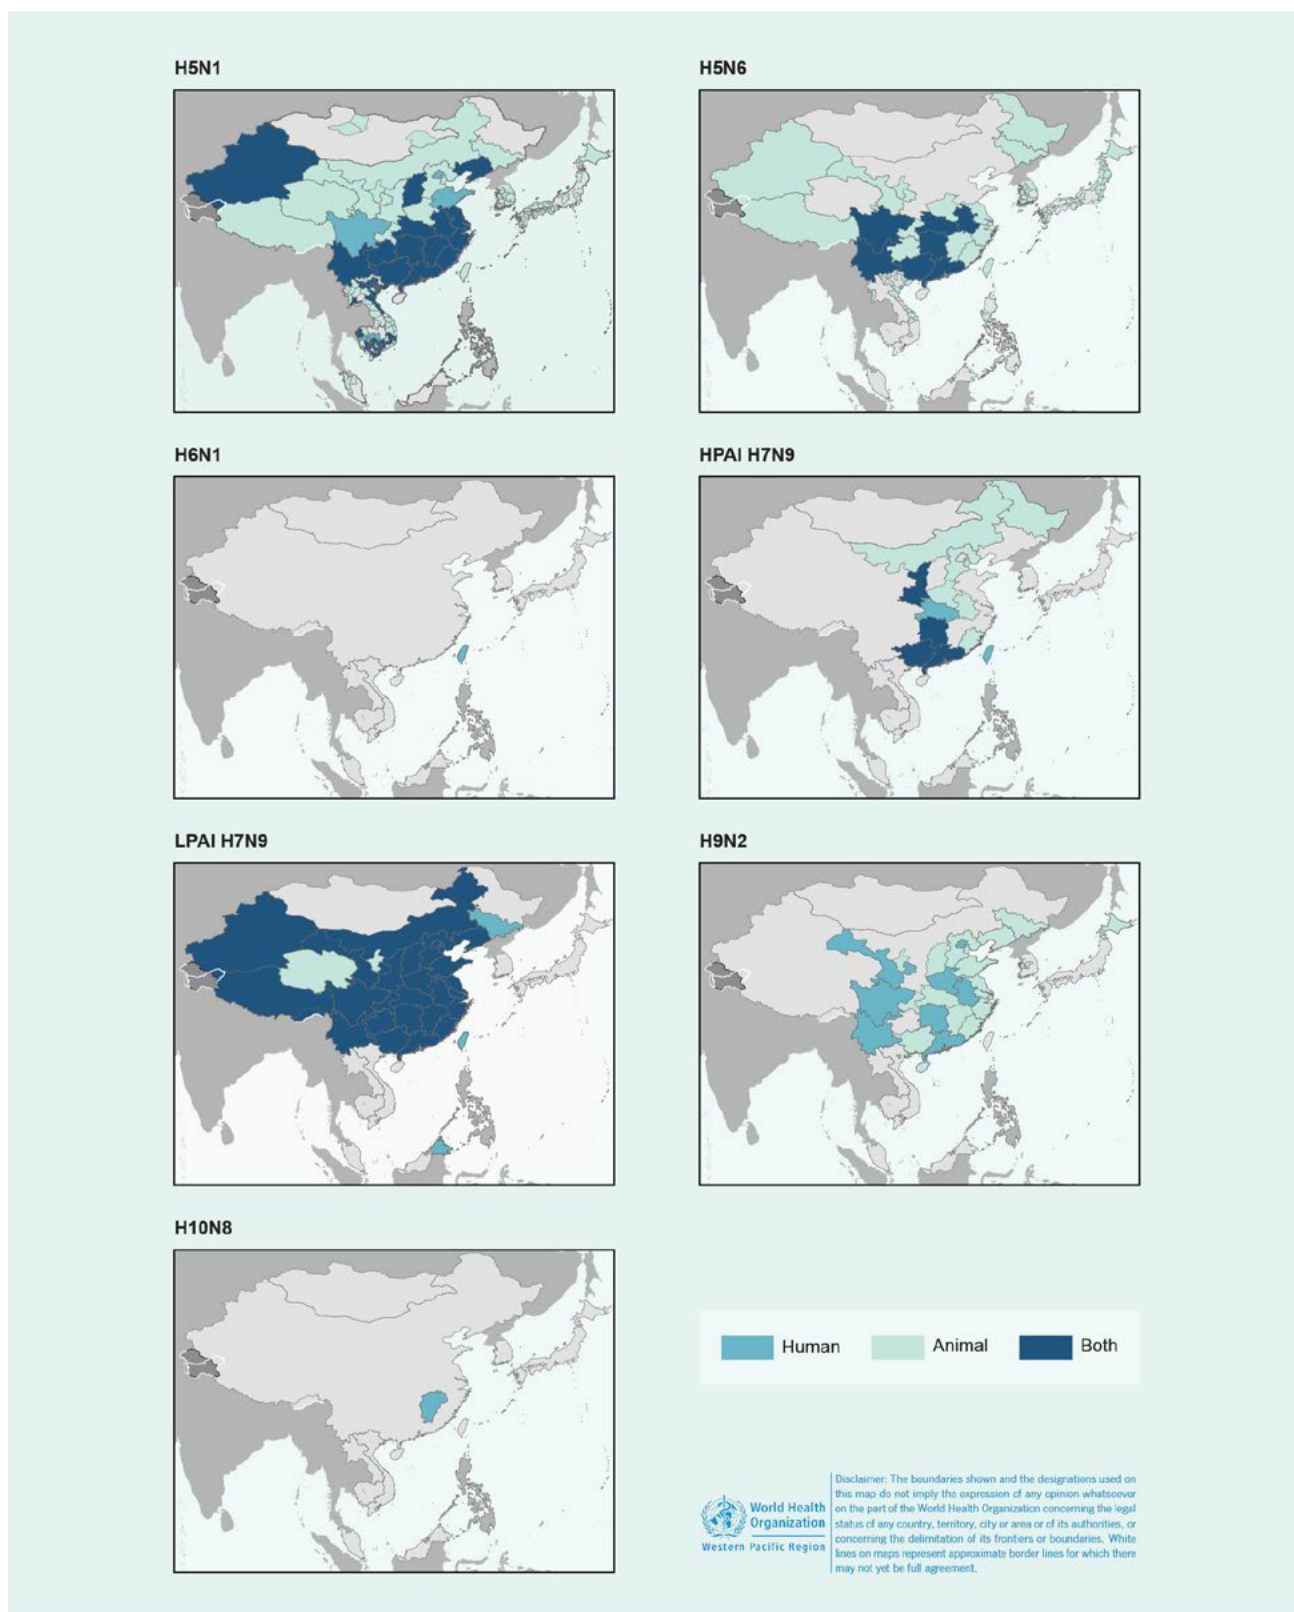 H5N1
H5N6
H6N1
HPAI H7N9
LPAI H7N9
H9N2
H10N8
Human
Animal
Both
World Health
Organization
Western Pacific Region
Disclaimer: The boundaries shown and the designations used on
this map do not imply the expression of any opinion whatsoever
on the part of the World Health Organization concerning the legal
status of any country, territory, city or area or of its authorities, or
concerning the delimitation of its frontiers or boundaries. White
lines on maps represent approximate border lines for which there
may not yet be full agreement.